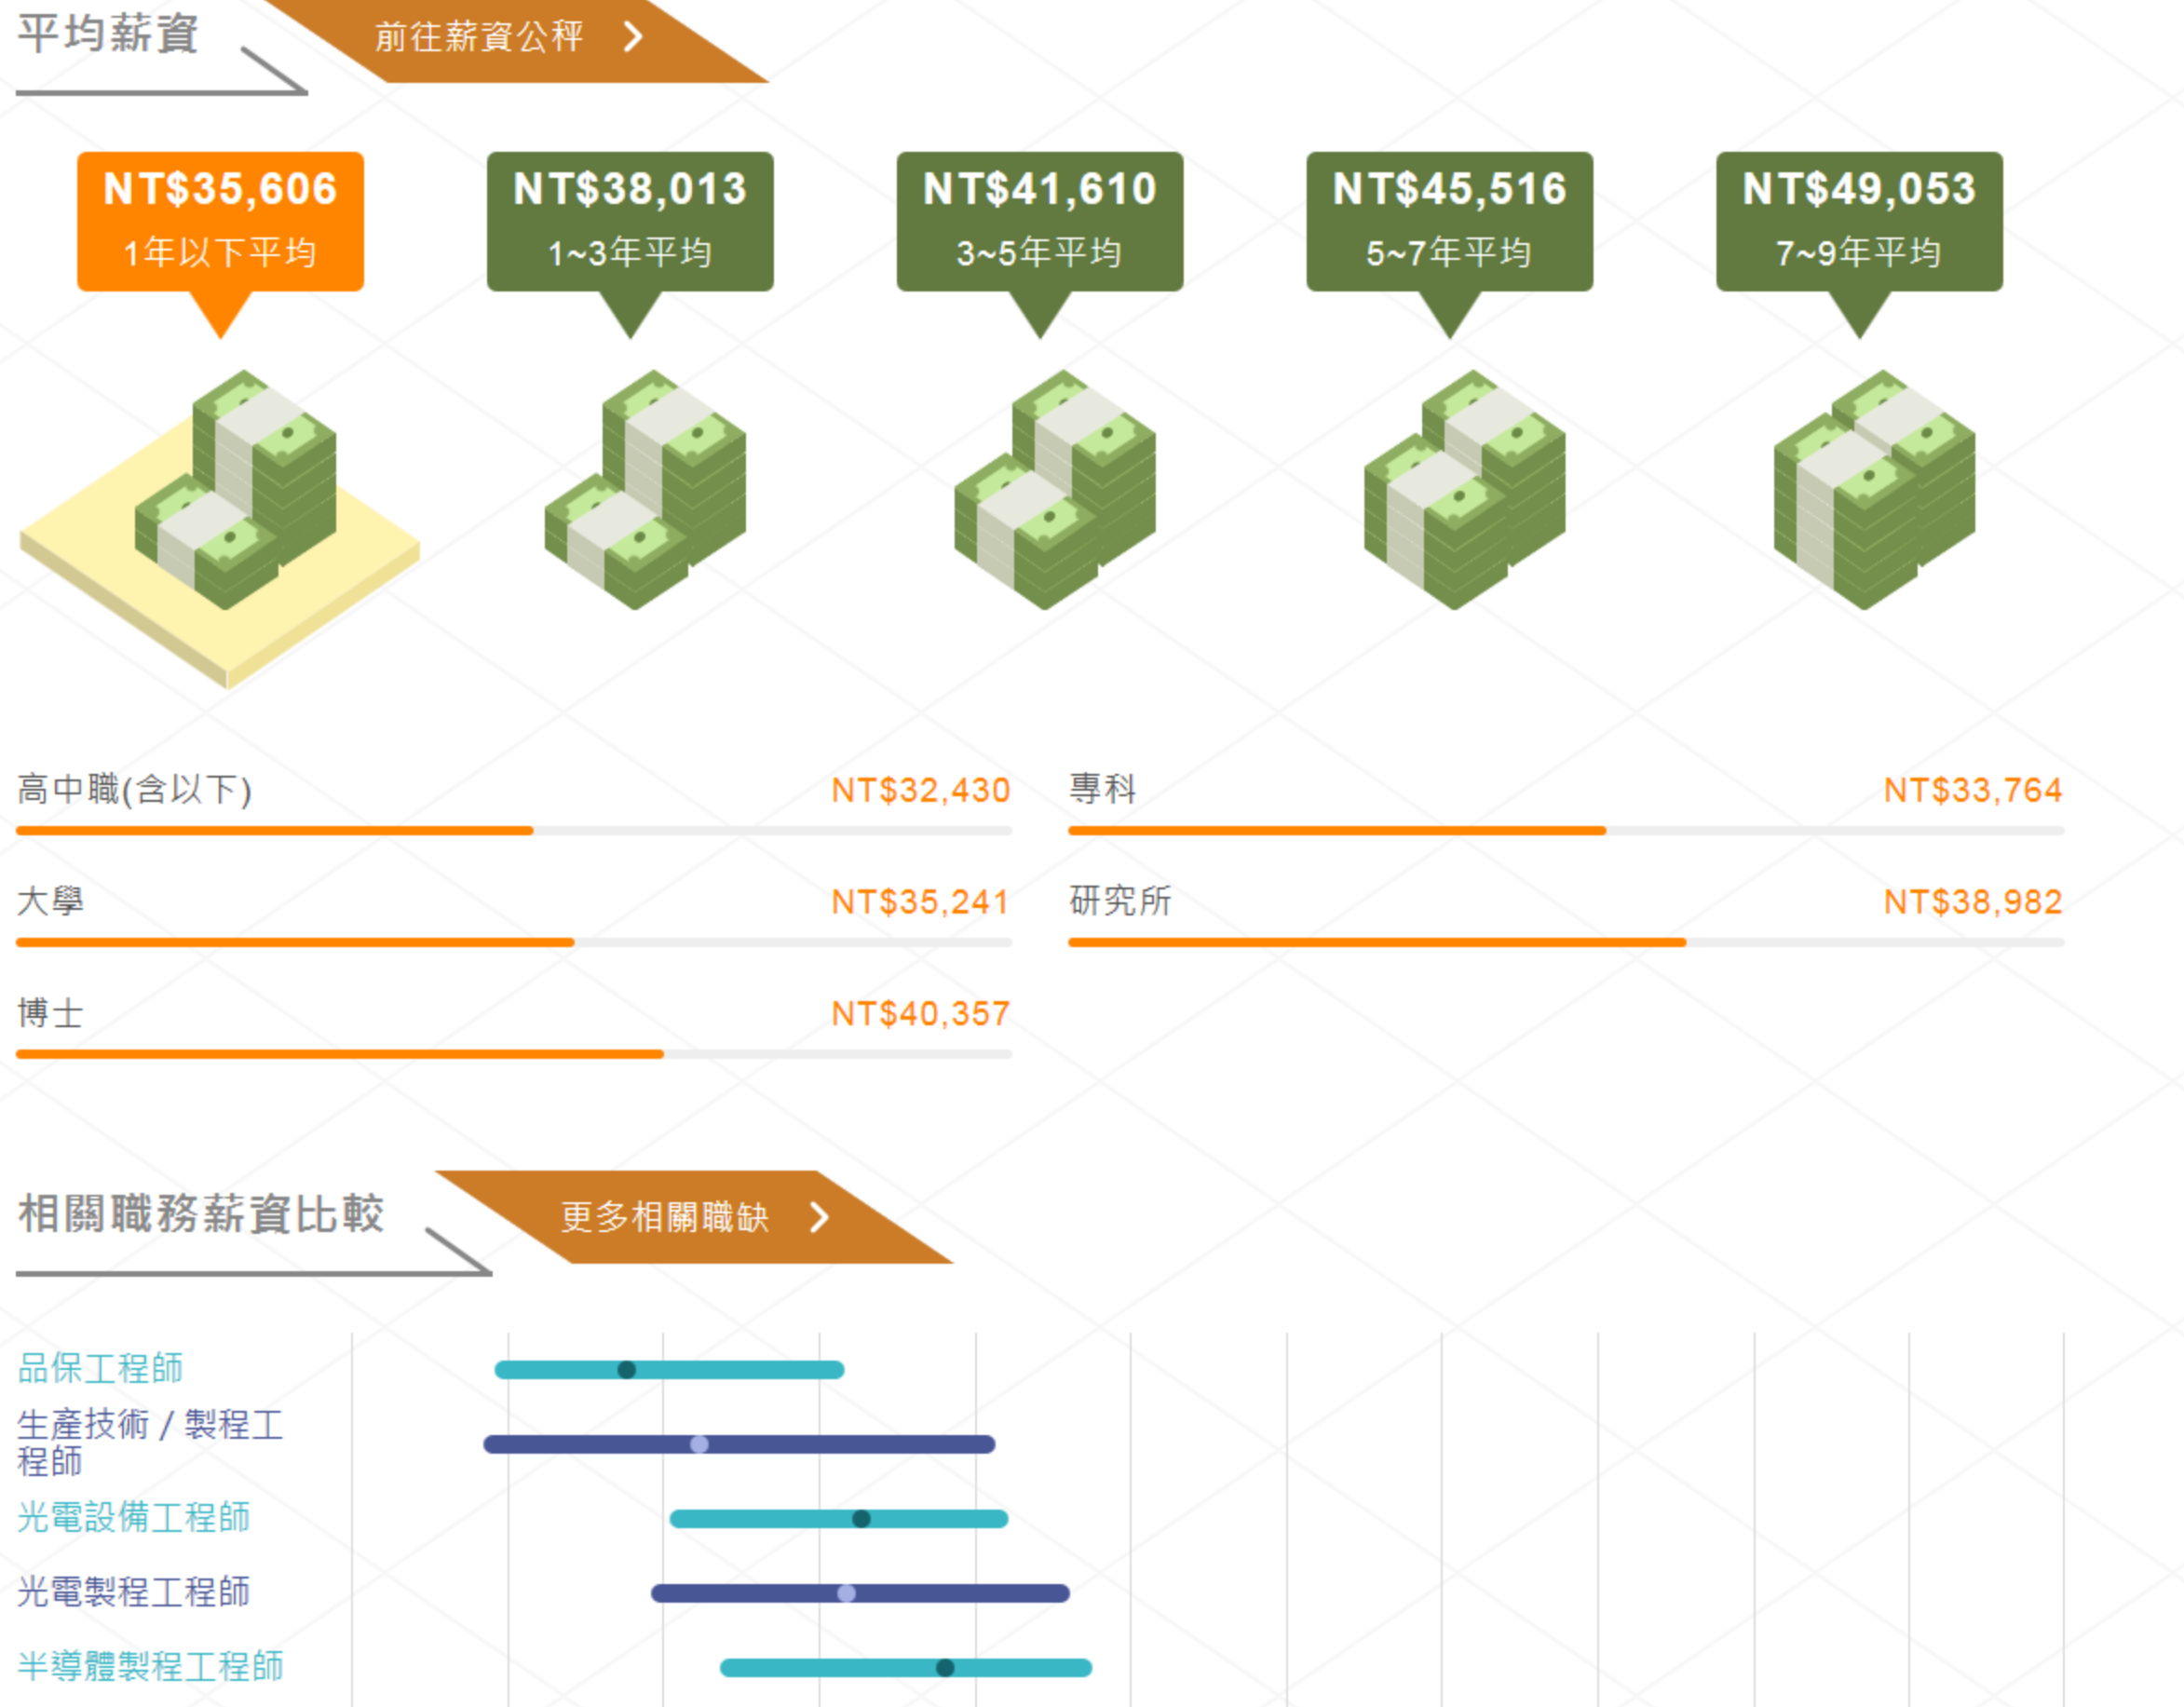 平均薪資
前往薪資公秤
NT$35,606
1年以下平均
NT$38,013
1~3年平均
NT$41,610
3~5年平均
NT$45,516
5~7年平均
NT$49,053
7~9年平均
高中職(含以下)
NT$32,430
專科
NT$33,764
大學
NT$35,241
研究所
NT$38,982
博士
NT$40,357
相關職務薪資比較
更多相關職缺
品保工程師
生產技術 / 製程工
程師
光電設備工程師
光電製程工程師
半導體製程工程師